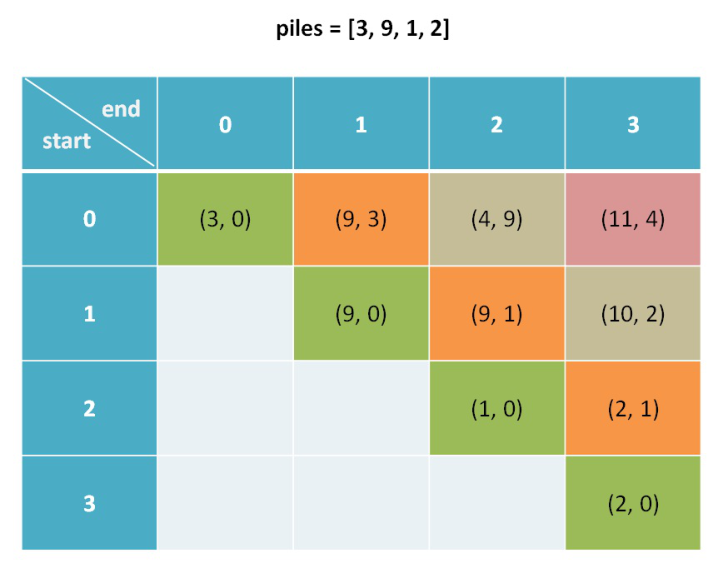 piles = [3, 9, 1, 2]
end
start
0 1 2 3
0 (3, 0) (9, 3) (4, 9) (11, 4)
1 (9, 0) (9, 1) (10, 2)
2 (1, 0) (2, 1)
3 (2, 0)